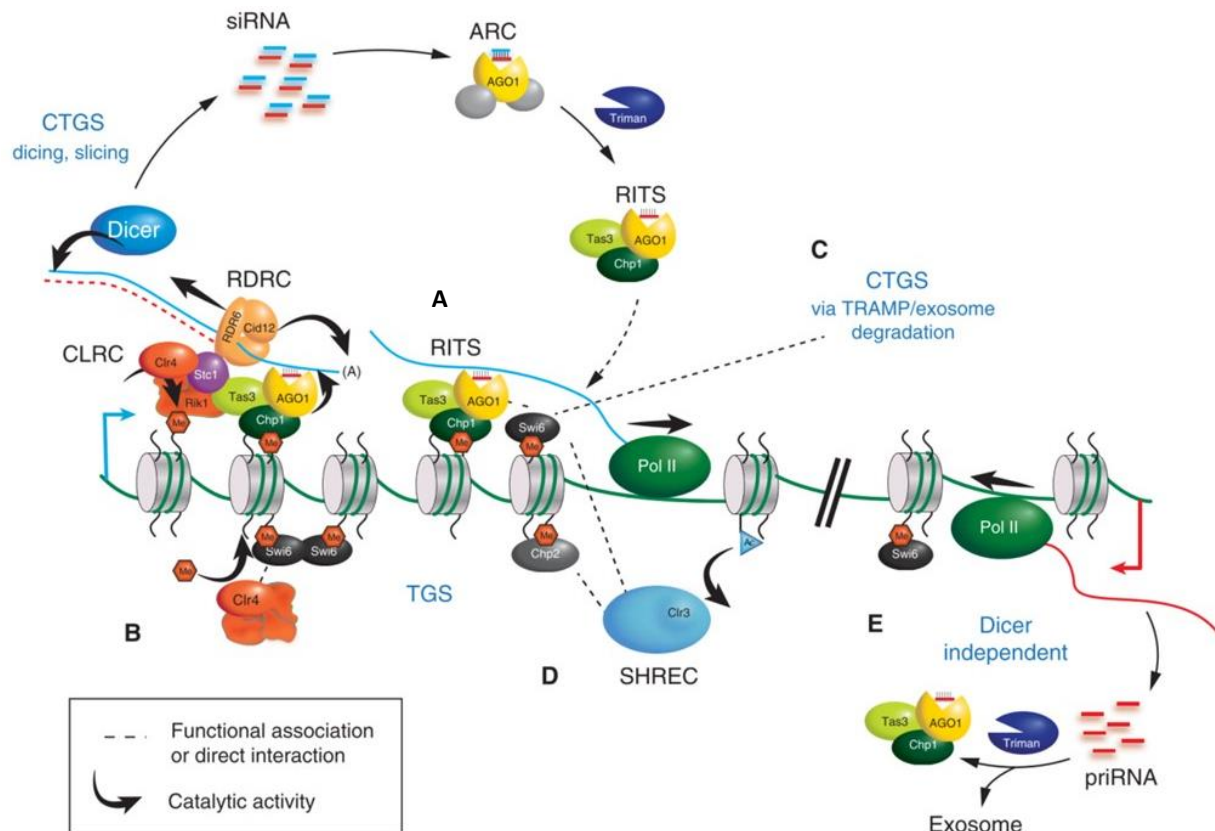 siRNA
ARC
AGO1
Triman
CTGS
dicing, slicing
RITS
Tas3
AGO1
Chp1
Dicer
C
CTGS
via TRAMP/exosome
degradation
RDRC
RDR6
Cid12
A
CLRC
Clr4
Stc1
Rik1
Tas3
AGO1
Chp1
(A)
Me
Me
RITS
Tas3
AGO1
Chp1
Me
Swi6
Me
Pol II
Me
Me
Swi6
Swi6
Me
Clr4
Me
Chp2
Ac
Me
Swi6
Pol II
TGS
B
D
Clr3
SHREC
E
Dicer
independent
Tas3
AGO1
Chp1
Triman
priRNA
Exosome
Functional association
or direct interaction
Catalytic activity